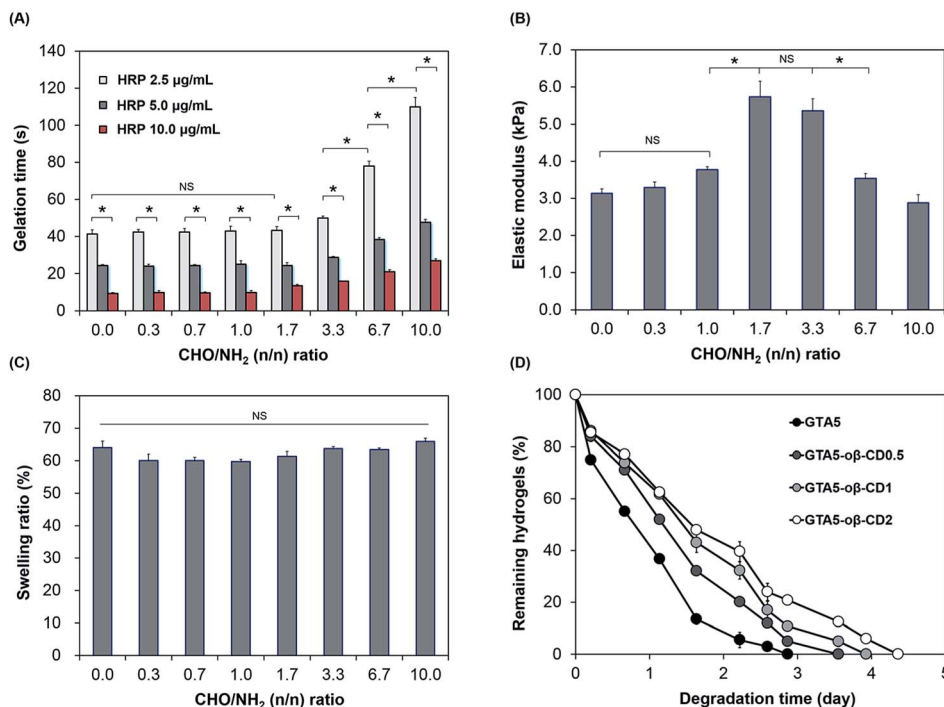 (A)
Gelation time (s)
140
120
100
80
60
40
20
0
HRP 2.5 µg/mL
HRP 5.0 µg/mL
HRP 10.0 µg/mL
NS
* * * * * * * * * *
0.0 0.3 0.7 1.0 1.7 3.3 6.7 10.0
CHO/NH₂ (n/n) ratio
(B)
Elastic modulus (kPa)
7.0
6.0
5.0
4.0
3.0
2.0
1.0
0.0
NS
* NS *
0.0 0.3 1.0 1.7 3.3 6.7 10.0
CHO/NH₂ (n/n) ratio
(C)
Swelling ratio (%)
80
70
60
50
40
30
20
10
0
NS
0.0 0.3 0.7 1.0 1.7 3.3 6.7 10.0
CHO/NH₂ (n/n) ratio
(D)
Remaining hydrogels (%)
100
80
60
40
20
0
GTA5
GTA5-oβ-CD0.5
GTA5-oβ-CD1
GTA5-oβ-CD2
0 1 2 3 4 5
Degradation time (day)